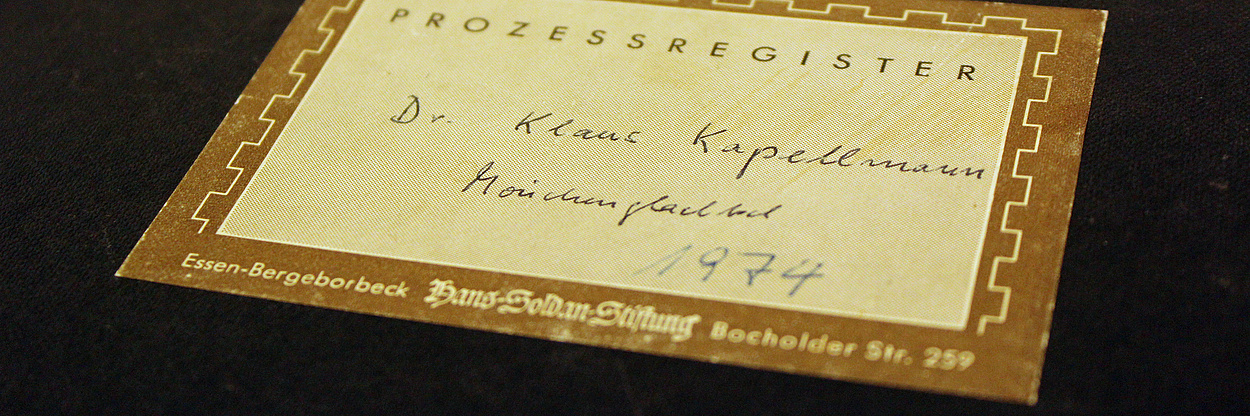 PROZESSREGISTER
Dr. Klaus Kapellmann
Mönchengladbach
1974
Essen-Bergeborbeck Hans-Soldan-Stiftung Bocholder Str. 259